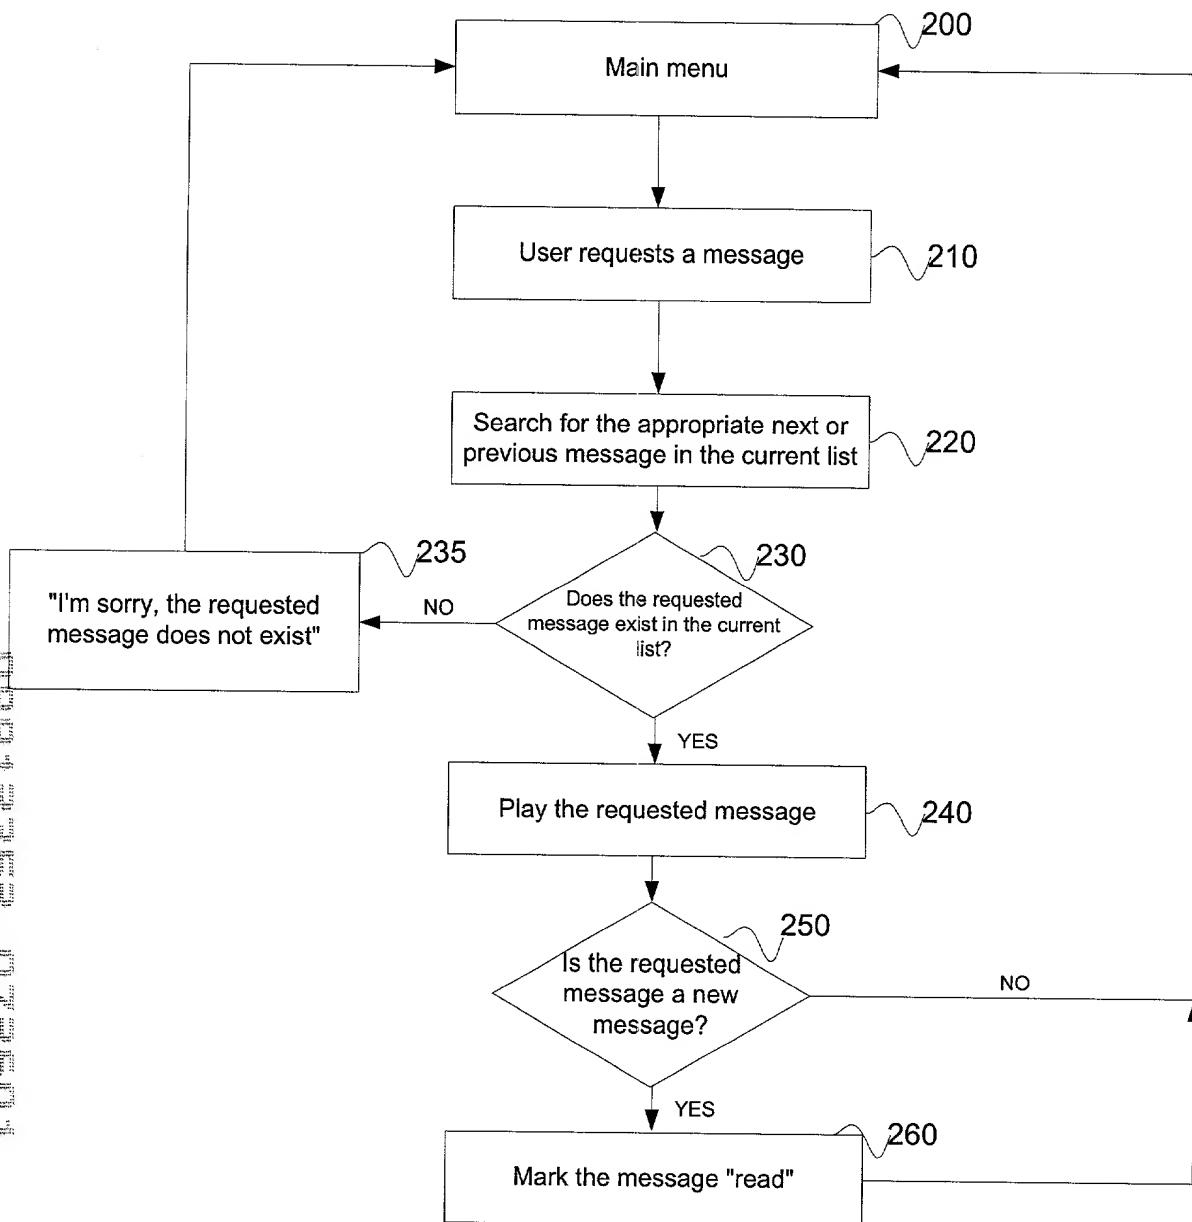 200
Main menu
User requests a message
210
Search for the appropriate next or
previous message in the current list
220
235
"I'm sorry, the requested
message does not exist"
NO
230
Does the requested
message exist in the current
list?
YES
Play the requested message
240
250
Is the requested
message a new
message?
NO
YES
260
Mark the message "read"